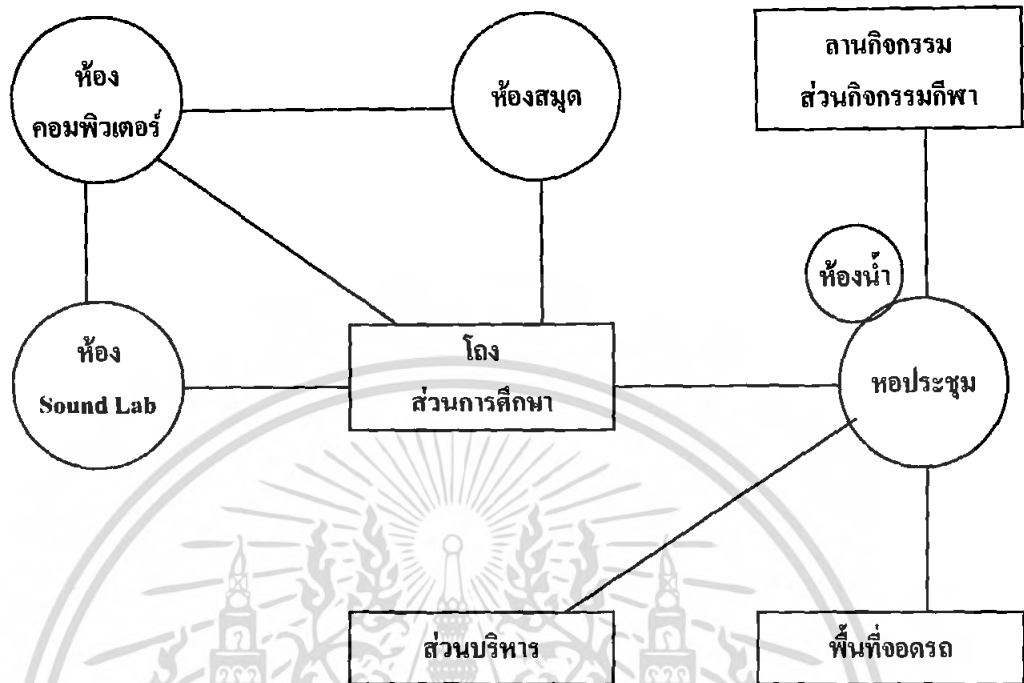 ห้อง
คอมพิวเตอร์
ห้องสมุด
ลานกิจกรรม
ส่วนกิจกรรมกีฬา
ห้องน้ำ
ห้อง
Sound Lab
โถง
ส่วนการศึกษา
หอประชุม
ส่วนบริหาร
พื้นที่จอดรถ